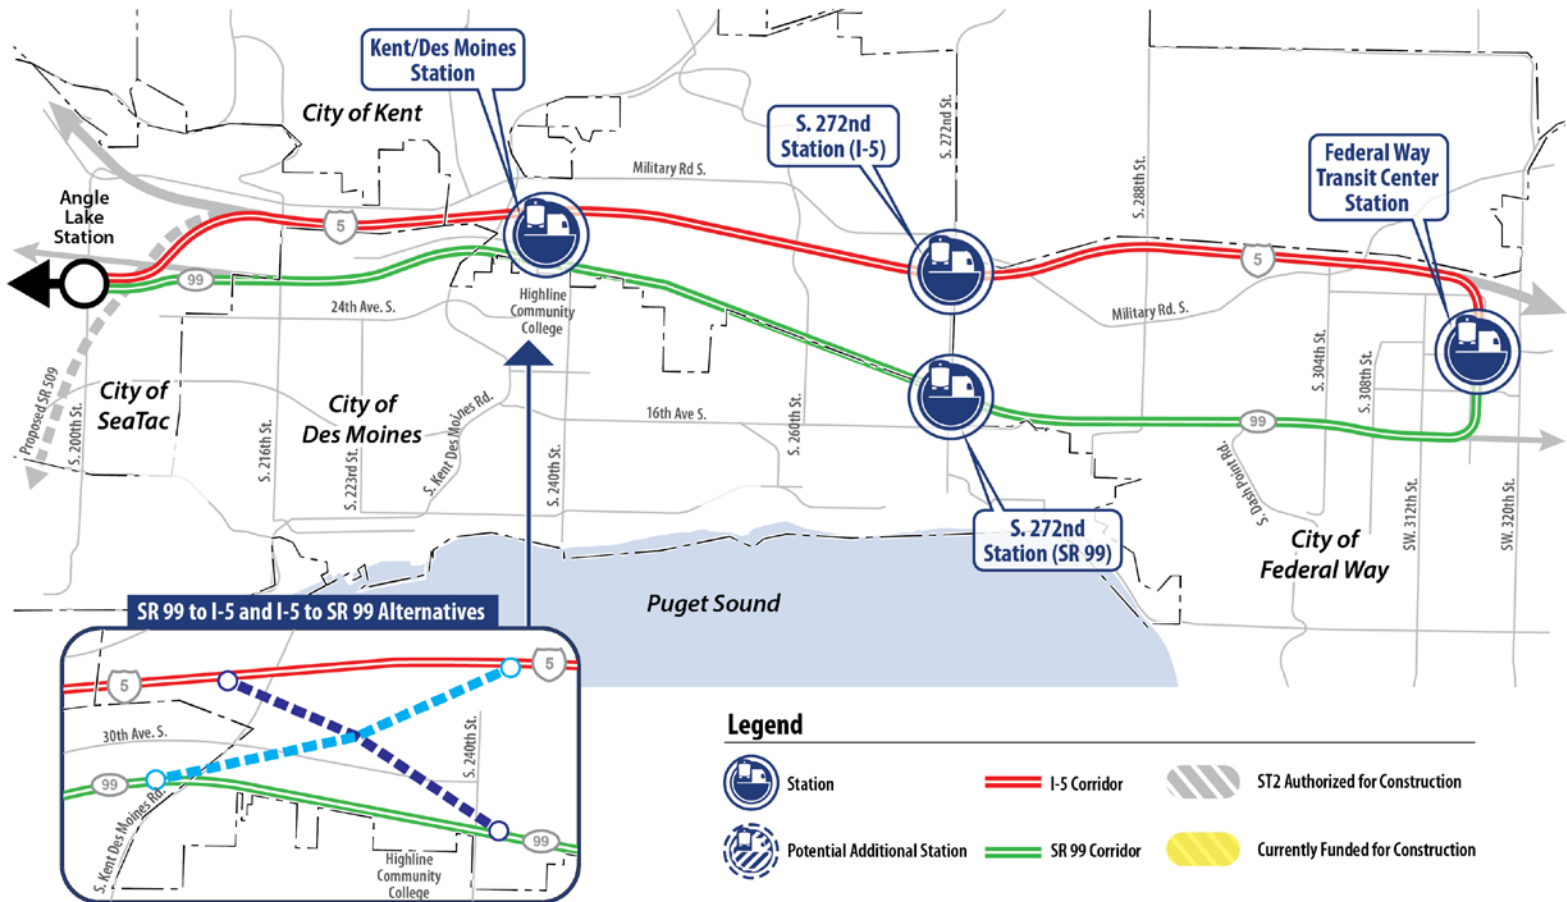 Kent/Des Moines
Station
City of Kent
S. 272nd
Station (I-5)
S. 272nd St.
Federal Way
Transit Center
Station
Military Rd S.
S. 288th St.
Angle
Lake
Station
5
99
5
24th Ave. S.
Highline
Community
College
Military Rd. S.
Proposed SR 509
S. 200th St.
City of
SeaTac
S. 216th St.
City of
Des Moines
S. 223rd St.
S. Kent Des Moines Rd.
S. 240th St.
16th Ave S.
S. 260th St.
99
S. Dash Point Rd.
S. 304th St.
S. 308th St.
SW. 312th St.
SW. 320th St.
S. 272nd
Station (SR 99)
City of
Federal Way
Puget Sound
SR 99 to I-5 and I-5 to SR 99 Alternatives
5
5
30th Ave. S.
S. 240th St.
99
99
S. Kent Des Moines Rd.
Highline
Community
College
Legend
Station
I-5 Corridor
ST2 Authorized for Construction
Potential Additional Station
SR 99 Corridor
Currently Funded for Construction